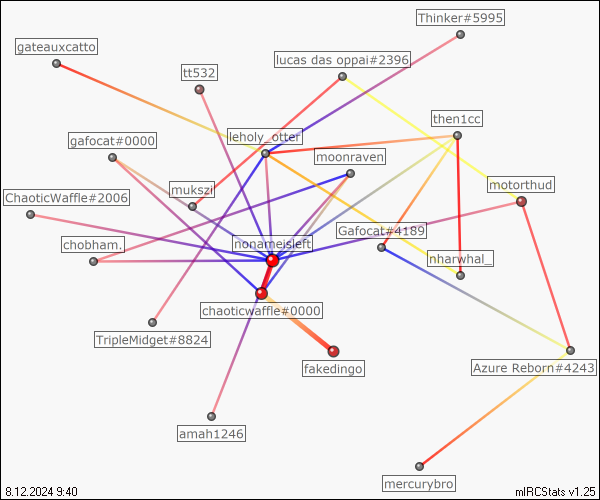 Thinker#5995
gateauxcatto
lucas das oppai#2396
tt532
then1cc
leholy_otter
gafocat#0000
moonraven
mukszi
motorthud
ChaoticWaffle#2006
Gafocat#4189
nonameisleft
chobham.
nharwhal_
chaoticwaffle#0000
TripleMidget#8824
fakedingo
Azure Reborn#4243
amah1246
mercurybro
8.12.2024 9:40
mIRCStats v1.25